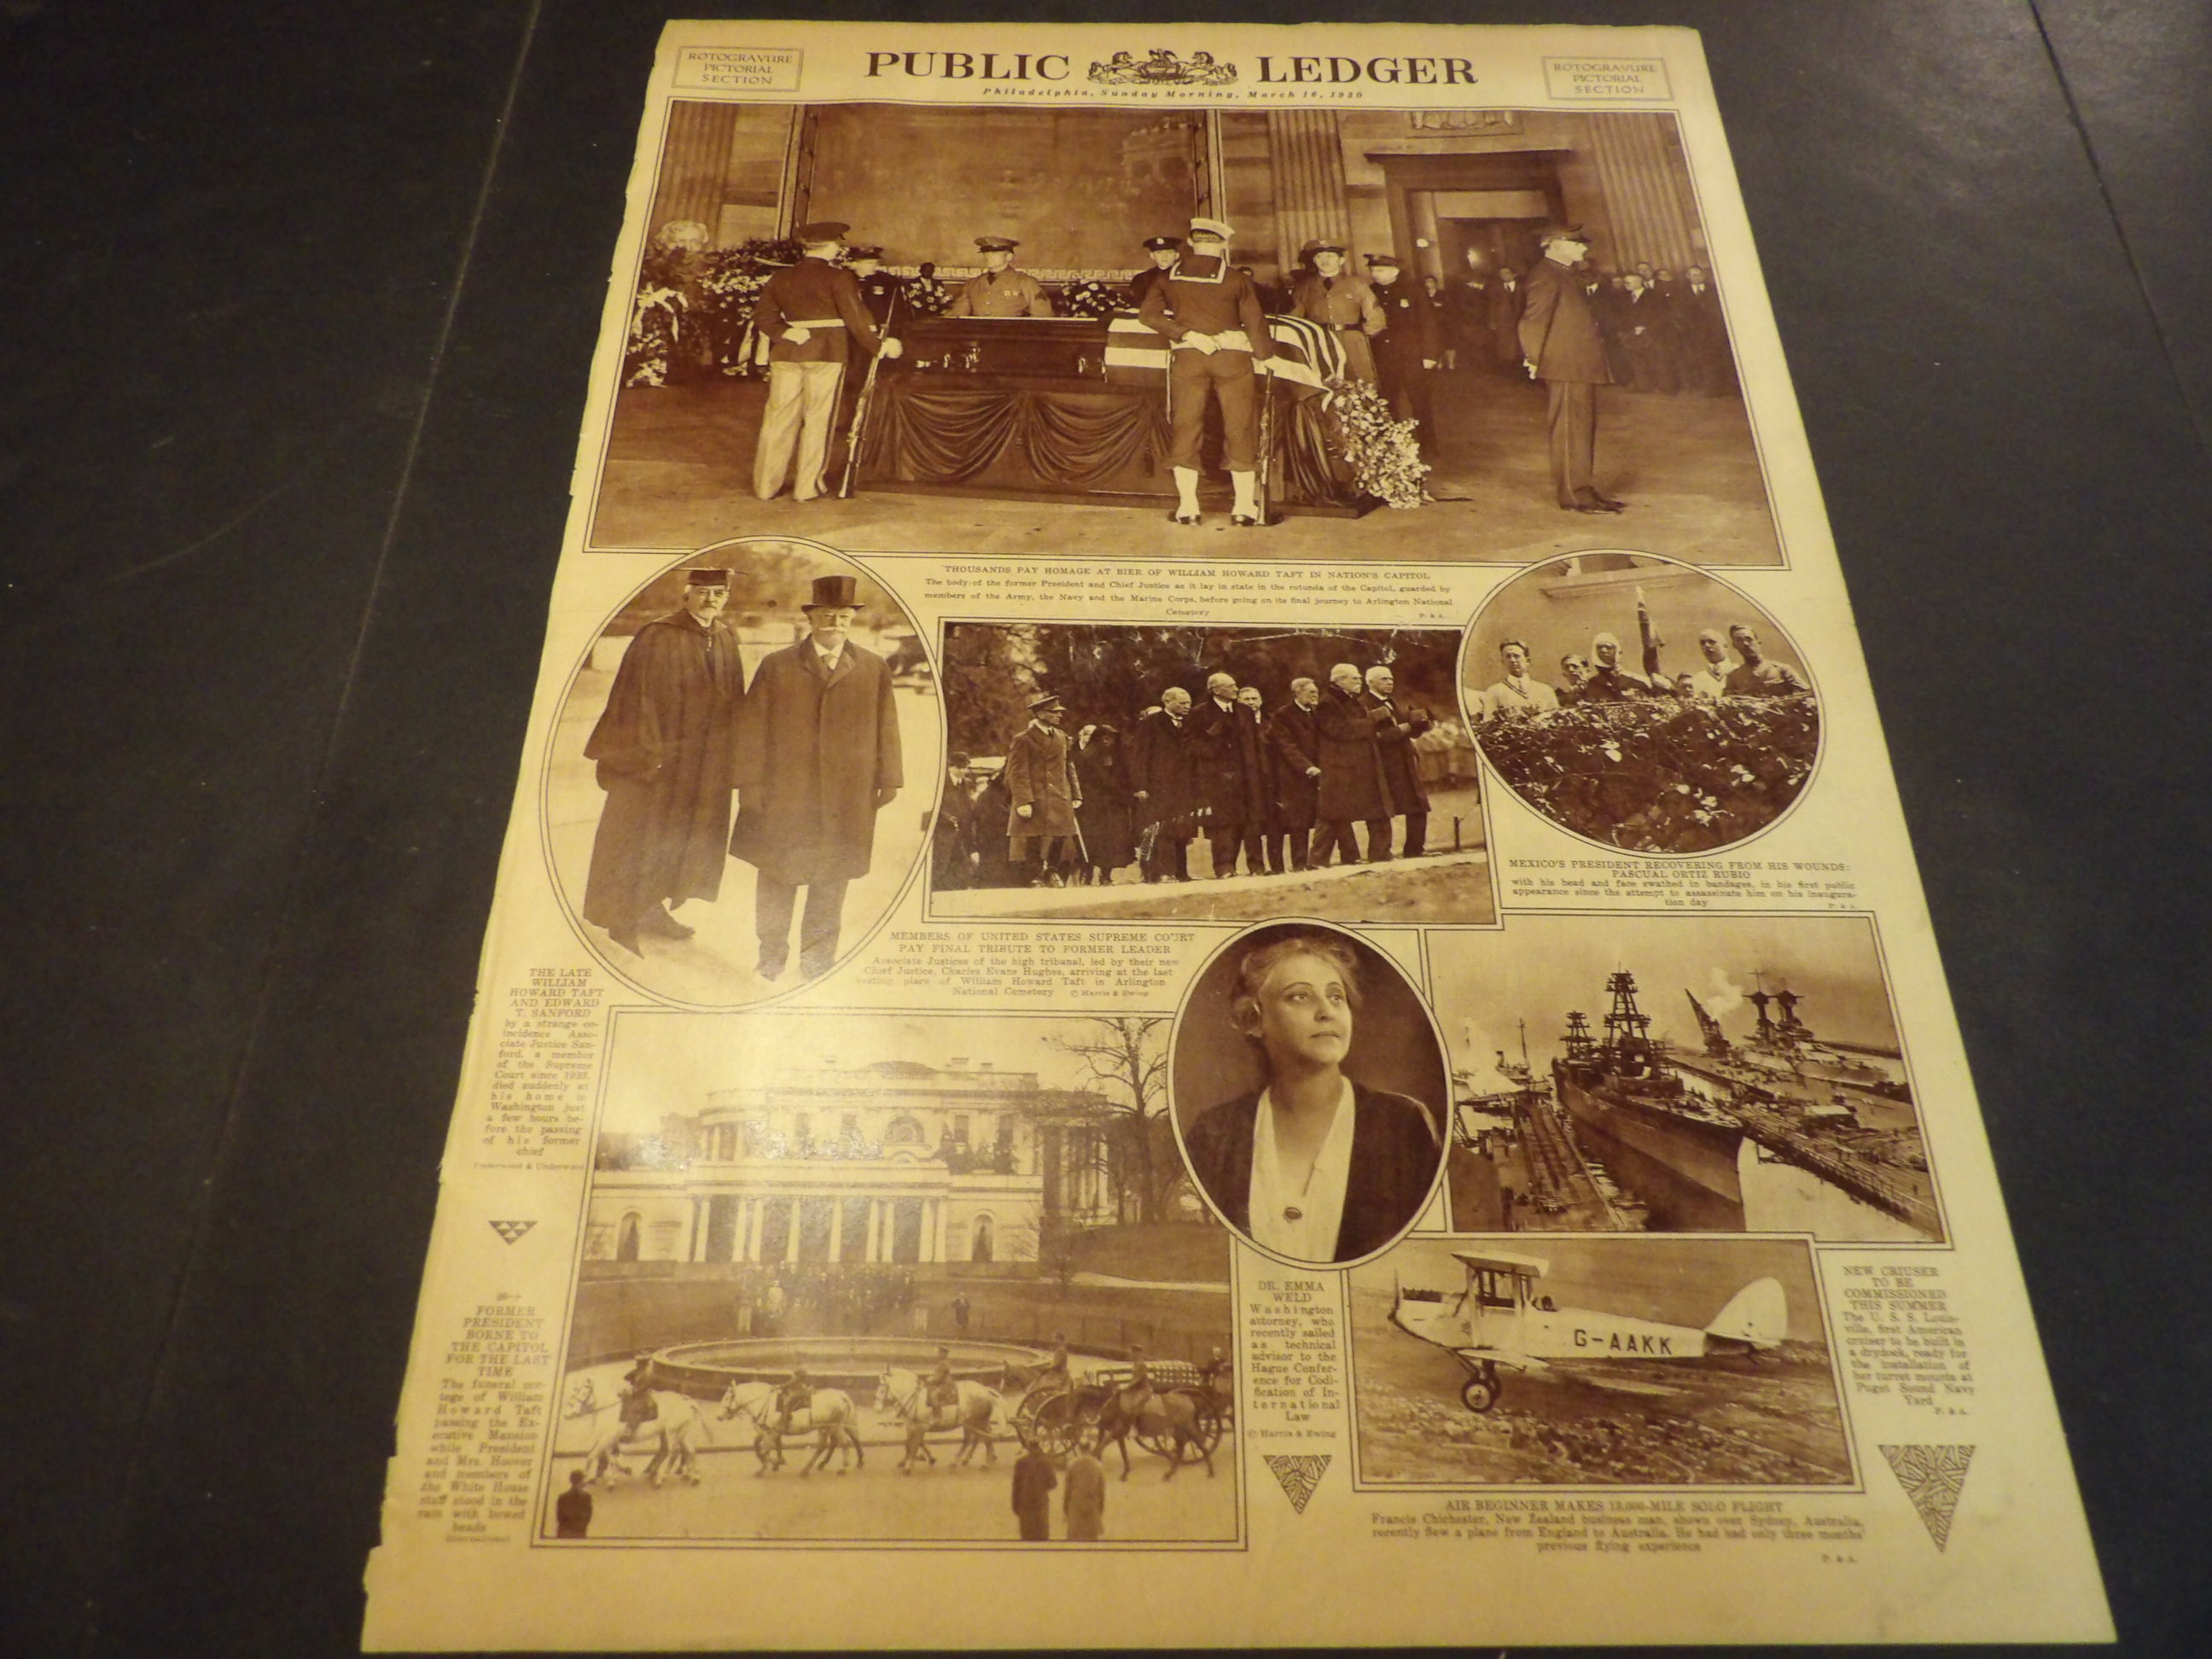 ROTOGRAVURE
PICTORIAL
SECTION
PUBLIC LEDGER
Philadelphia, Sunday Morning, March 16, 1930
ROTOGRAVURE
PICTORIAL
SECTION
THOUSANDS PAY HOMAGE AT BIER OF WILLIAM HOWARD TAFT IN NATION'S CAPITOL
The body of the former President and Chief Justice as it lay in state in the rotunda of the Capitol, guarded by
members of the Army, the Navy and the Marine Corps, before going on its final journey to Arlington National
Cemetery
P. & A.
MEXICO'S PRESIDENT RECOVERING FROM HIS WOUNDS:
PASCUAL ORTIZ RUBIO
with his head and face swathed in bandages, in his first public
appearance since the attempt to assassinate him on his inaugura-
tion day
P. & A.
MEMBERS OF UNITED STATES SUPREME COURT
PAY FINAL TRIBUTE TO FORMER LEADER
Associate Justices of the high tribunal, led by their new
Chief Justice, Charles Evans Hughes, arriving at the last
resting place of William Howard Taft in Arlington
National Cemetery © Harris & Ewing
THE LATE
WILLIAM
HOWARD TAFT
AND EDWARD
T. SANFORD
by a strange co-
incidence Asso-
ciate Justice San-
ford, a member
of the Supreme
Court since
died suddenly at
his home in
Washington just
a few hours be-
fore the passing
of his former
chief
Underwood & Underwood
FORMER
PRESIDENT
BORNE TO
THE CAPITOL
FOR THE LAST
TIME
The funeral cor-
tege of William
Howard Taft
passing the Ex-
ecutive Mansion
while President
and Mrs. Hoover
and members of
the White House
staff stood in the
rain with bowed
heads
International
DR. EMMA
WELD
Washington
attorney, who
recently sailed
as technical
advisor to the
Hague Confer-
ence for Codi-
fication of In-
ternational
Law
© Harris & Ewing
G-AAKK
NEW CRIUSER
TO BE
COMMISSIONED
THIS SUMMER
The U. S. S. Louis-
ville, first American
cruiser to be built in
a drydock, ready for
the installation of
her turret mounts at
Puget Sound Navy
Yard
P. & A.
AIR BEGINNER MAKES 13,000-MILE SOLO FLIGHT
Francis Chichester, New Zealand business man, shown over Sydney, Australia,
recently flew a plane from England to Australia. He had had only three months'
previous flying experience
P. & A.